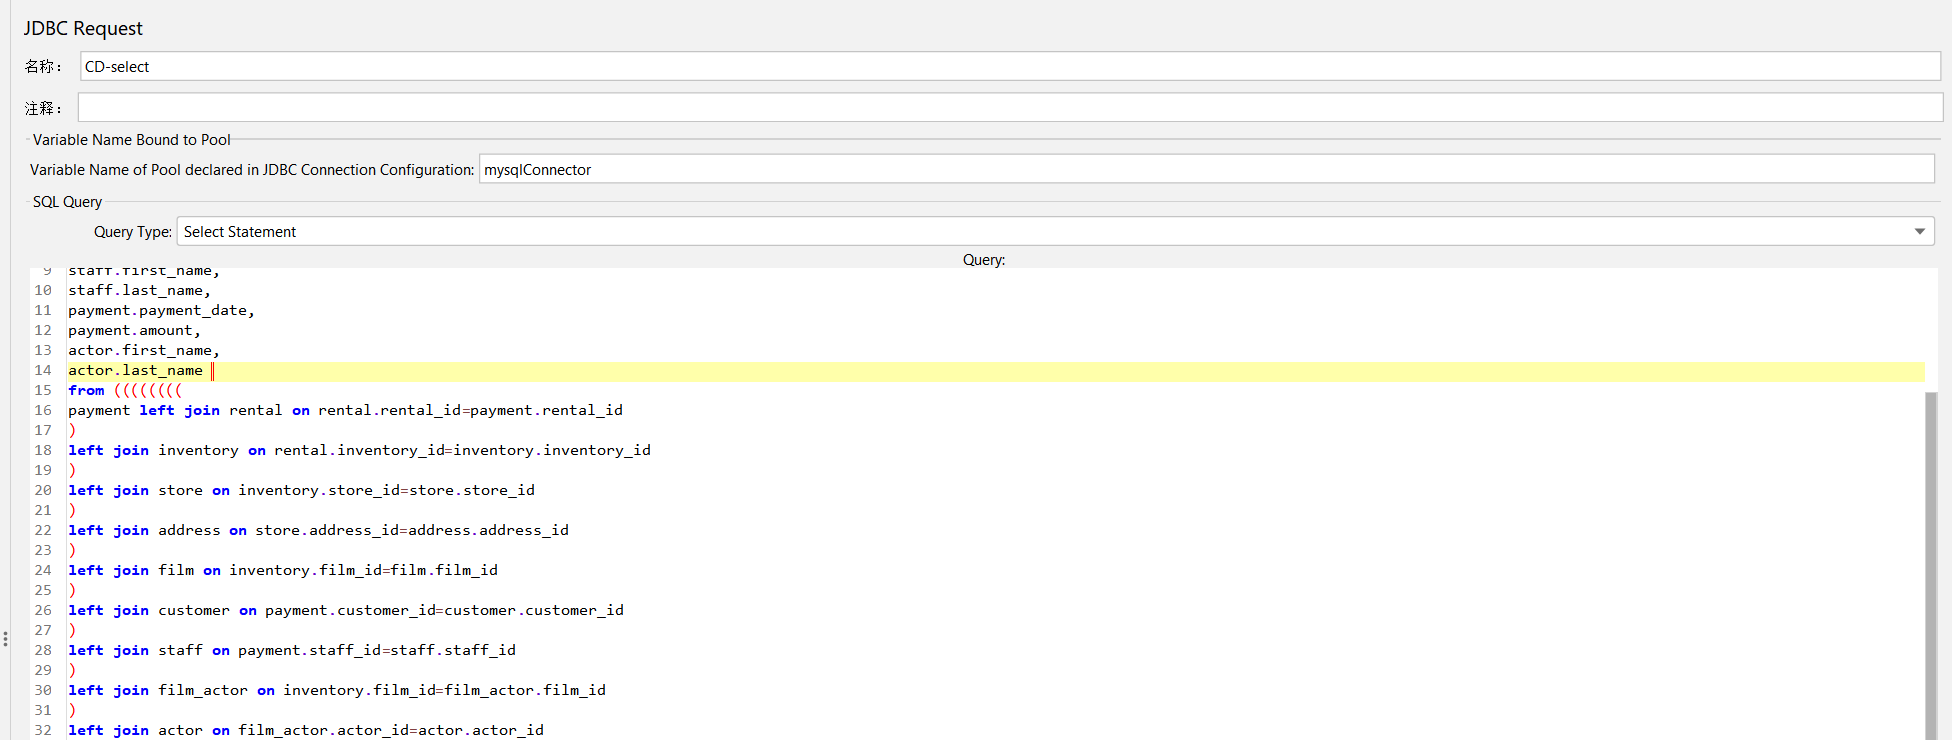 JDBC Request
名称： CD-select
注释：
Variable Name Bound to Pool
Variable Name of Pool declared in JDBC Connection Configuration: mysqlConnector
SQL Query
Query Type: Select Statement
Query:
9 staff.first_name,
10 staff.last_name,
11 payment.payment_date,
12 payment.amount,
13 actor.first_name,
14 actor.last_name
15 from ((((((((
16 payment left join rental on rental.rental_id=payment.rental_id
17 )
18 left join inventory on rental.inventory_id=inventory.inventory_id
19 )
20 left join store on inventory.store_id=store.store_id
21 )
22 left join address on store.address_id=address.address_id
23 )
24 left join film on inventory.film_id=film.film_id
25 )
26 left join customer on payment.customer_id=customer.customer_id
27 )
28 left join staff on payment.staff_id=staff.staff_id
29 )
30 left join film_actor on inventory.film_id=film_actor.film_id
31 )
32 left join actor on film_actor.actor_id=actor.actor_id